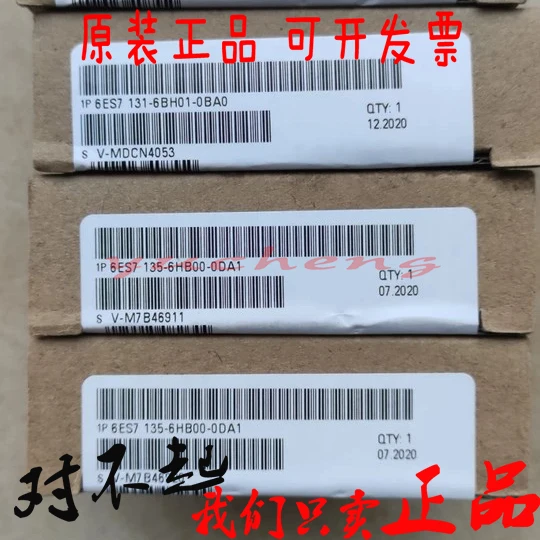 原装正品 可开发票
1P 6ES7 131-6BH01-0BA0
QTY: 1
12.2020
S V-MDCN4053
yusheng
1P 6ES7 135-6HB00-0DA1
QTY: 1
07.2020
S V-M7B46911
1P 6ES7 135-6HB00-0DA1
QTY: 1
07.2020
S V-M7B46
对不起
我们只卖正品